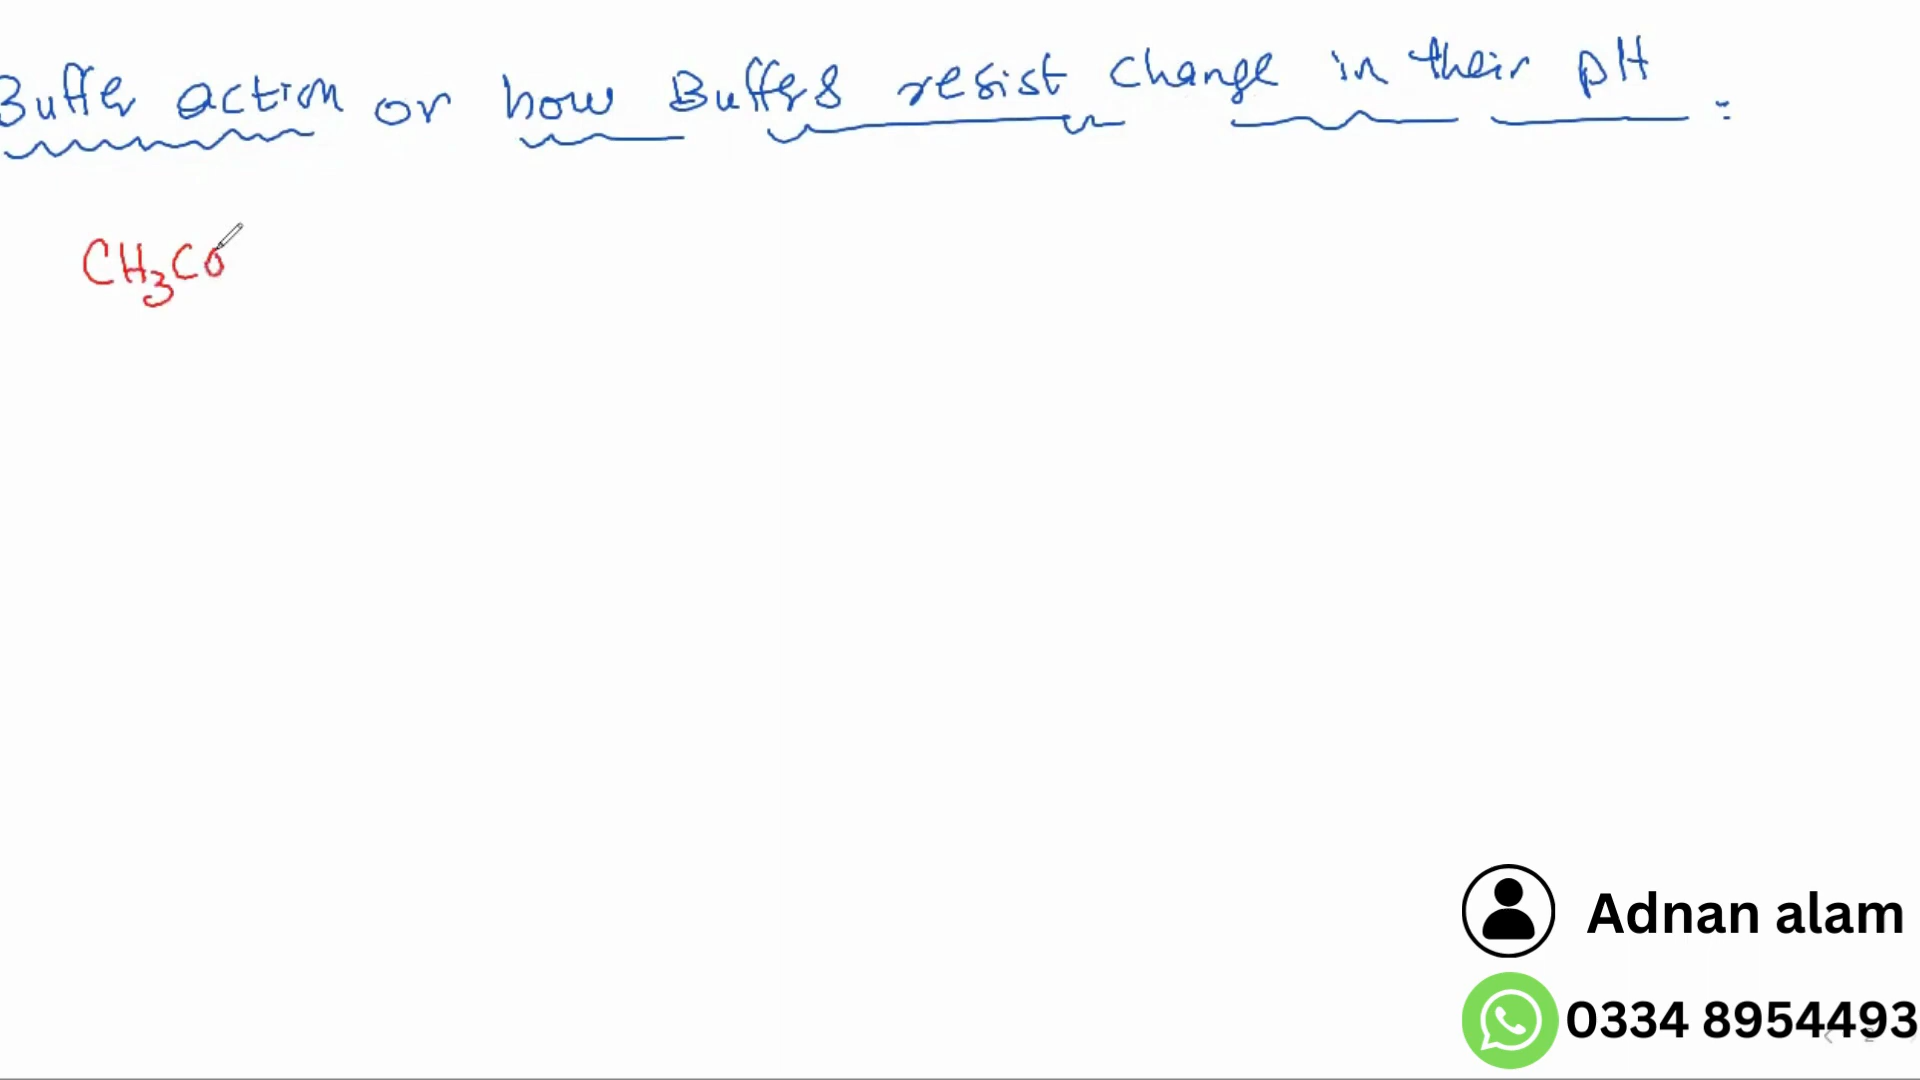 Buffer action or how Buffers resist change in their pH :
CH₃CO
Adnan alam
0334 8954493